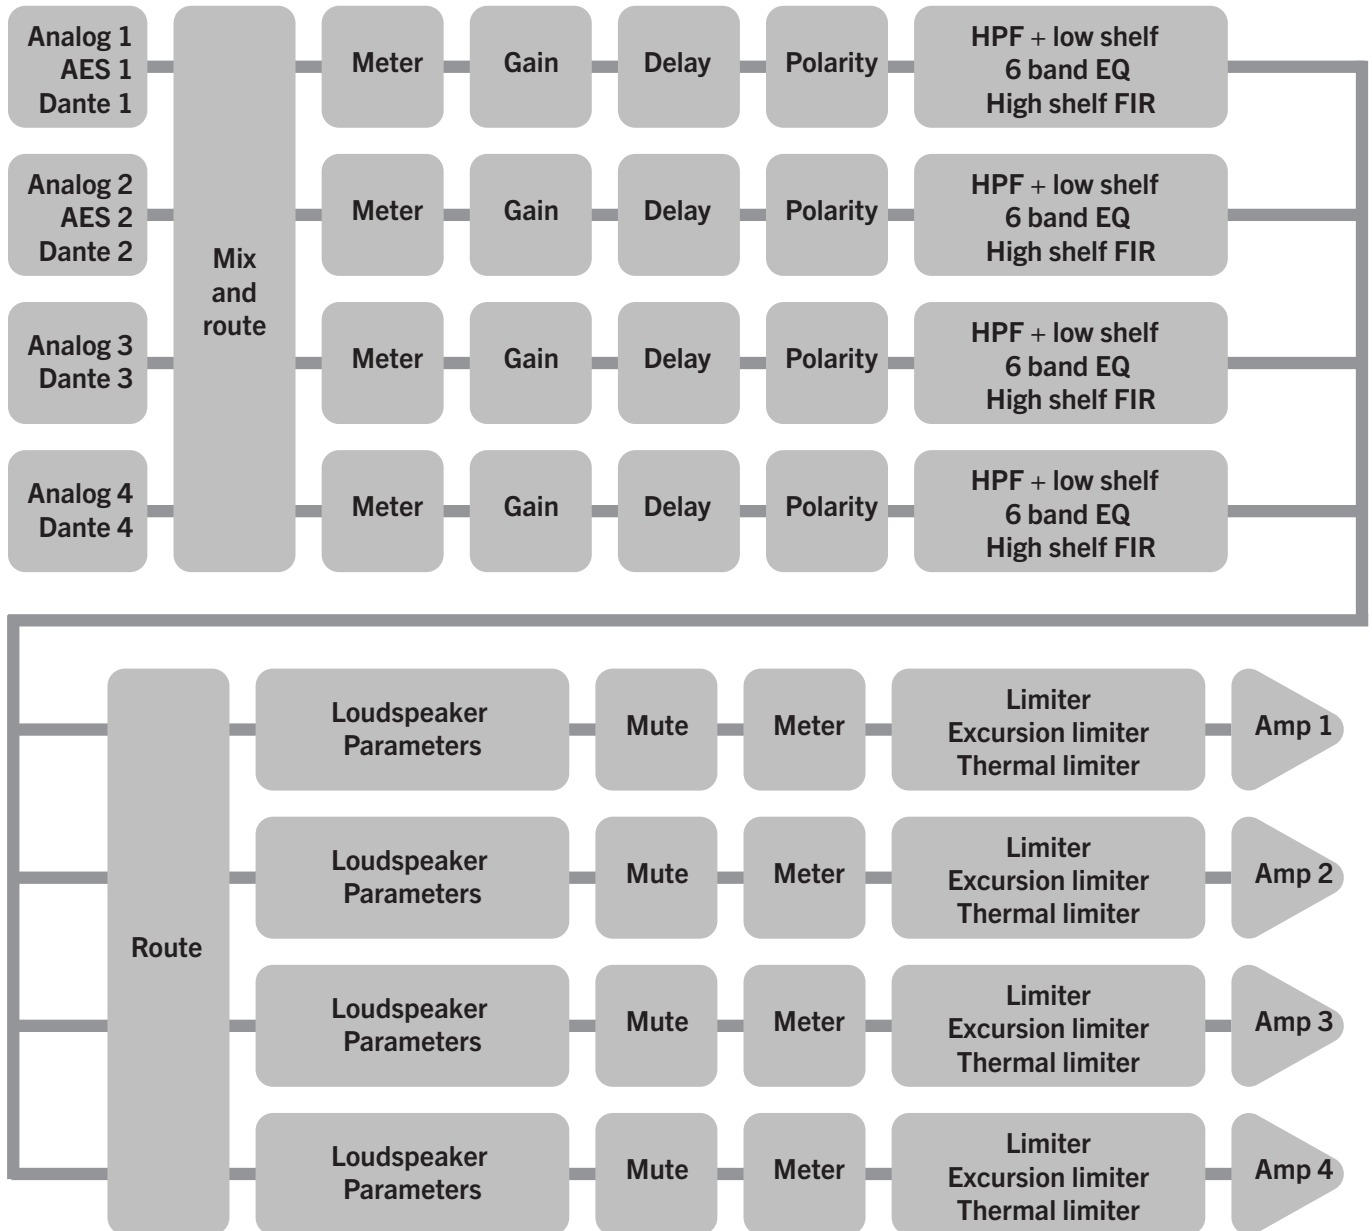 Analog 1
AES 1
Dante 1
Meter
Gain
Delay
Polarity
HPF + low shelf
6 band EQ
High shelf FIR
Analog 2
AES 2
Dante 2
Mix
and
route
Meter
Gain
Delay
Polarity
HPF + low shelf
6 band EQ
High shelf FIR
Analog 3
Dante 3
Meter
Gain
Delay
Polarity
HPF + low shelf
6 band EQ
High shelf FIR
Analog 4
Dante 4
Meter
Gain
Delay
Polarity
HPF + low shelf
6 band EQ
High shelf FIR
Route
Loudspeaker
Parameters
Mute
Meter
Limiter
Excursion limiter
Thermal limiter
Amp 1
Loudspeaker
Parameters
Mute
Meter
Limiter
Excursion limiter
Thermal limiter
Amp 2
Loudspeaker
Parameters
Mute
Meter
Limiter
Excursion limiter
Thermal limiter
Amp 3
Loudspeaker
Parameters
Mute
Meter
Limiter
Excursion limiter
Thermal limiter
Amp 4